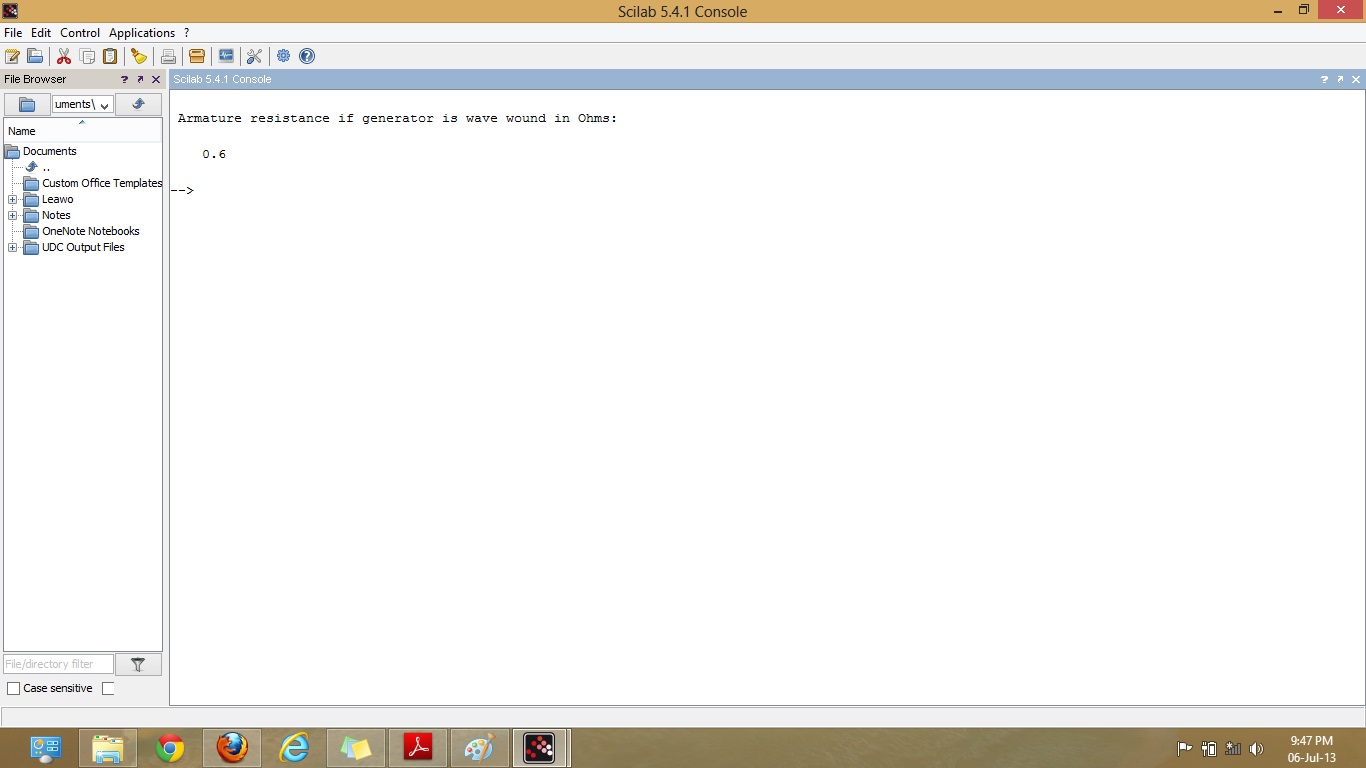 Scilab 5.4.1 Console
File Edit Control Applications ?
File Browser ? Scilab 5.4.1 Console ?
uments\
Name
Documents
..
Custom Office Templates
Leawo
Notes
OneNote Notebooks
UDC Output Files
Armature resistance if generator is wave wound in Ohms:
0.6
-->
File/directory filter
Case sensitive
9:47 PM
06-Jul-13